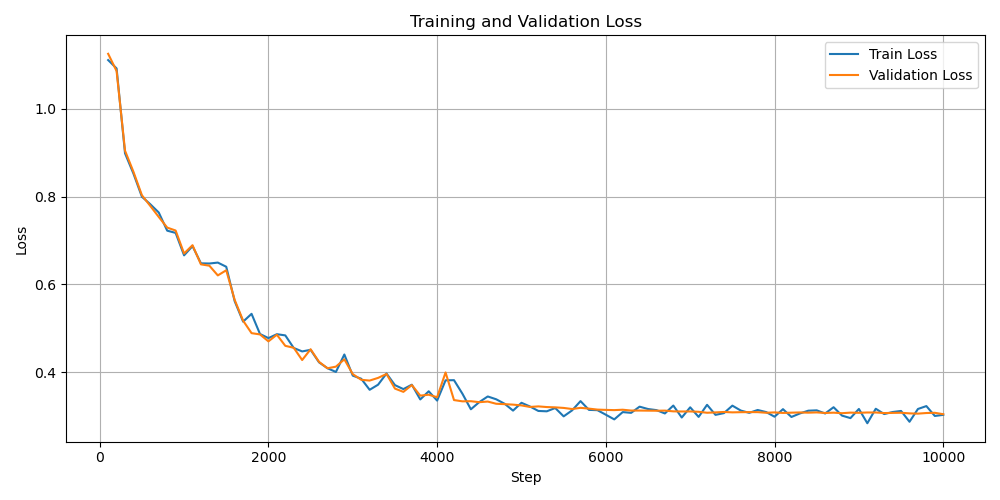 Training and Validation Loss
Train Loss
Validation Loss
1.0
0.8
0.6
0.4
Loss
0 2000 4000 6000 8000 10000
Step